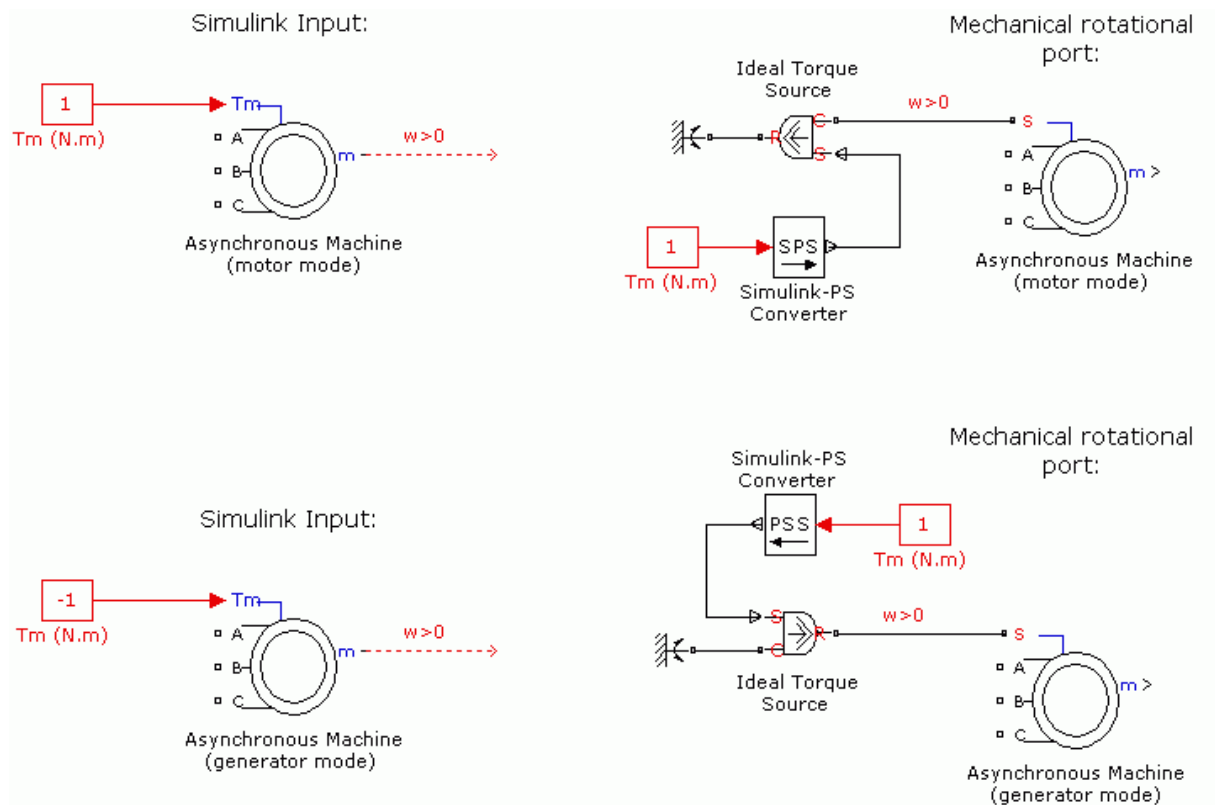 Simulink Input:
1
Tm (N.m)
Tm
A
B
C
m
w>0
Asynchronous Machine
(motor mode)
Mechanical rotational
port:
Ideal Torque
Source
R
C
S
w>0
S
A
B
C
m
Asynchronous Machine
(motor mode)
1
Tm (N.m)
SPS
Simulink-PS
Converter
Simulink Input:
-1
Tm (N.m)
Tm
A
B
C
m
w>0
Asynchronous Machine
(generator mode)
Mechanical rotational
port:
Simulink-PS
Converter
PSS
1
Tm (N.m)
S
C
R
w>0
Ideal Torque
Source
S
A
B
C
m
Asynchronous Machine
(generator mode)